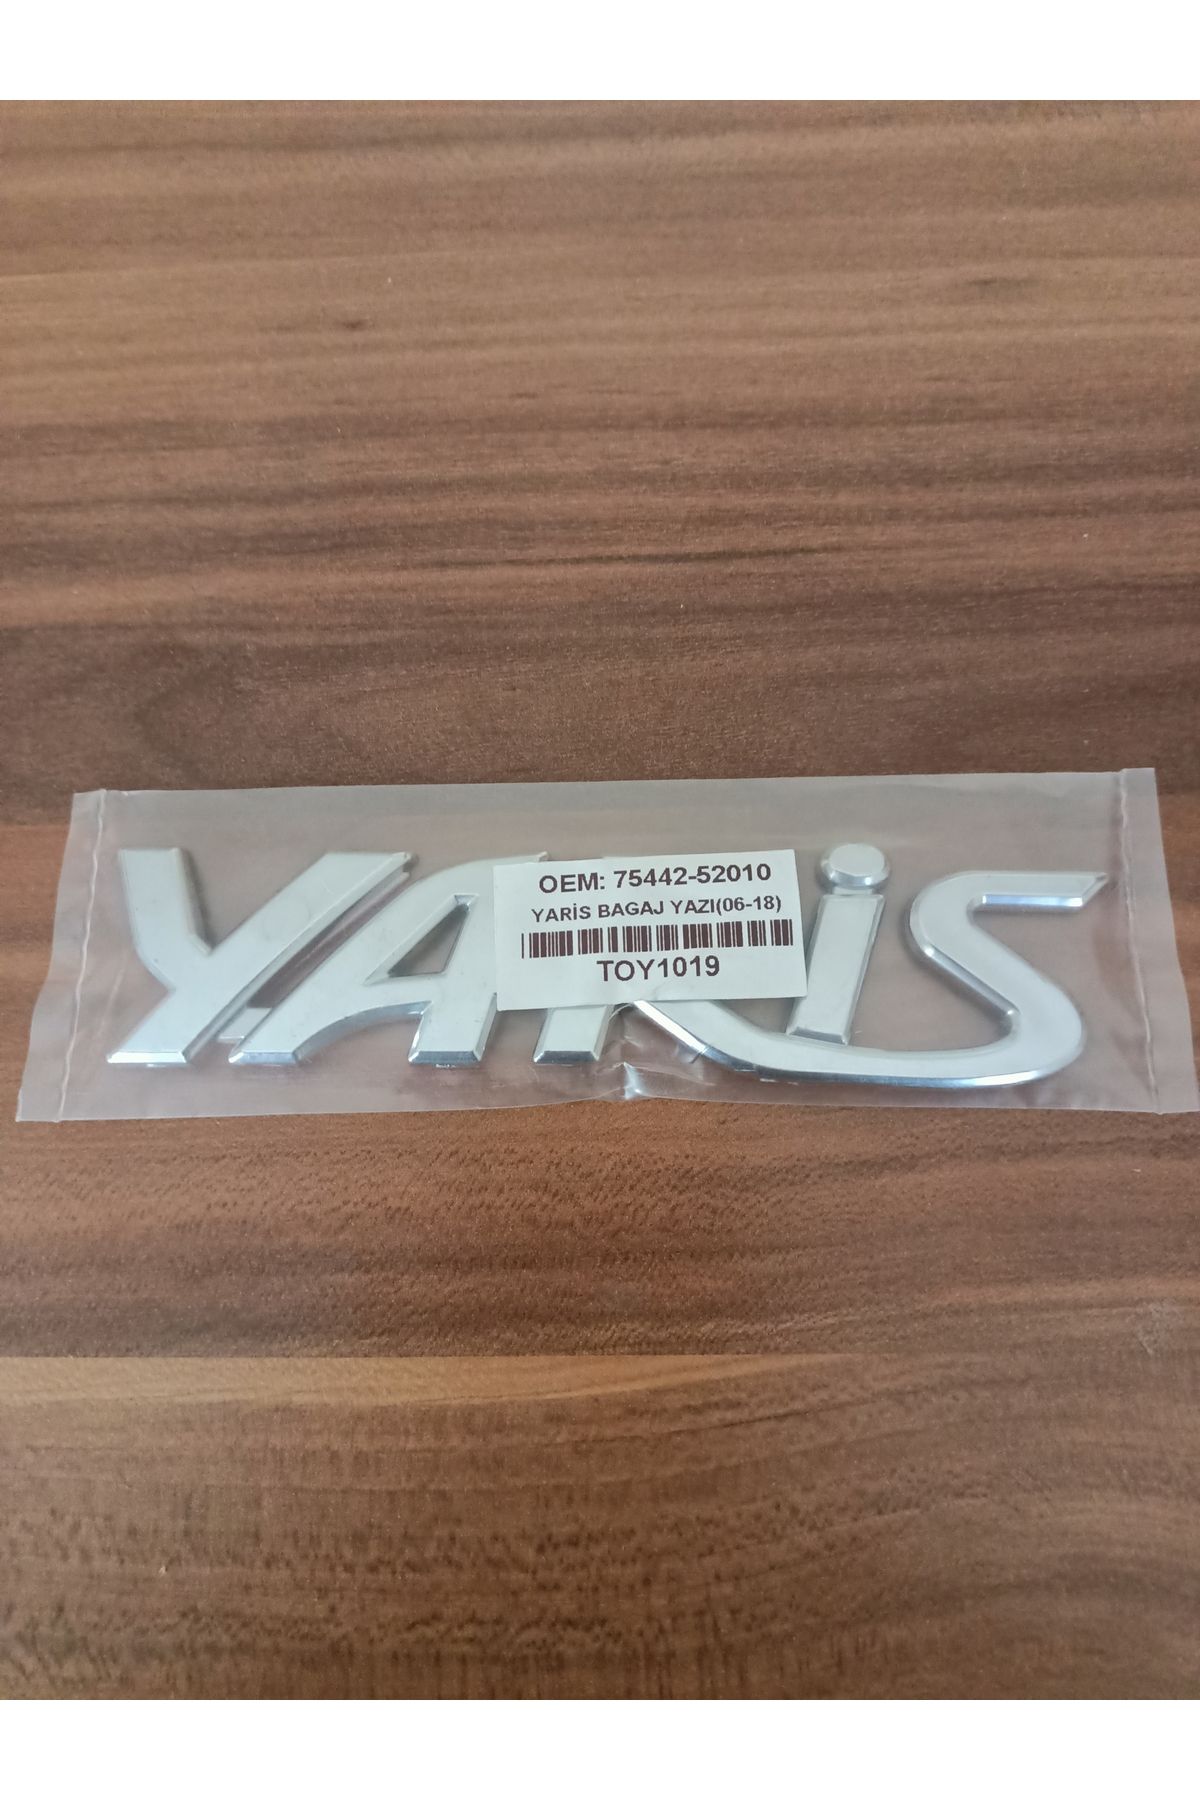 YARiS
OEM: 75442-52010
YARİS BAGAJ YAZI(06-18)
TOY1019